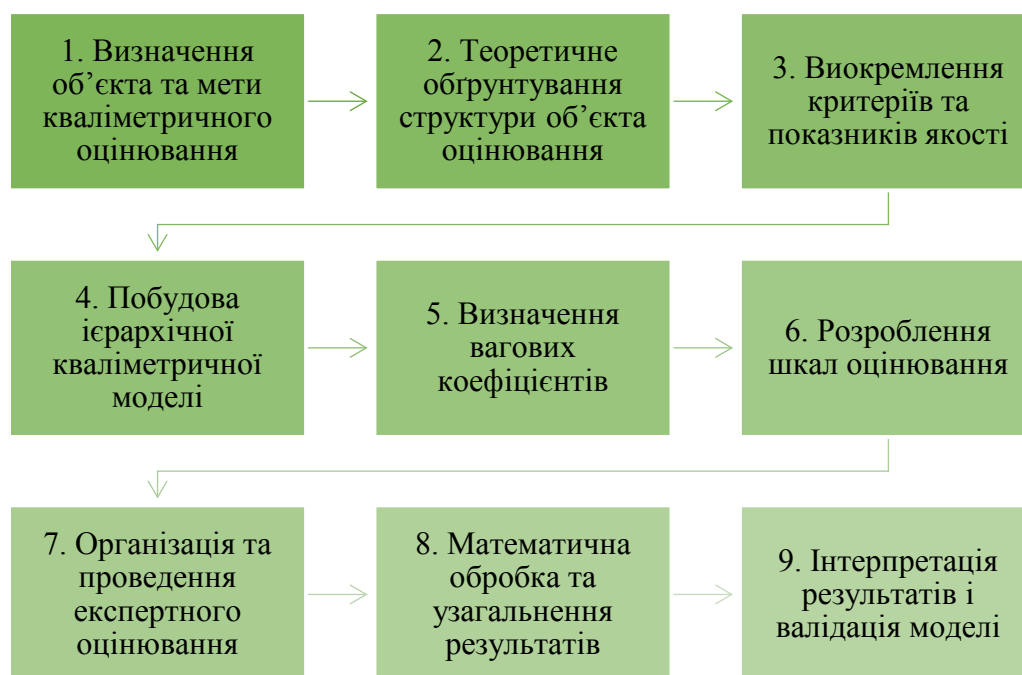 1. Визначення
об’єкта та мети
кваліметричного
оцінювання
2. Теоретичне
обґрунтування
структури об’єкта
оцінювання
3. Виокремлення
критеріїв та
показників якості
4. Побудова
ієрархічної
кваліметричної
моделі
5. Визначення
вагових
коефіцієнтів
6. Розроблення
шкал оцінювання
7. Організація та
проведення
експертного
оцінювання
8. Математична
обробка та
узагальнення
результатів
9. Інтерпретація
результатів і
валідація моделі